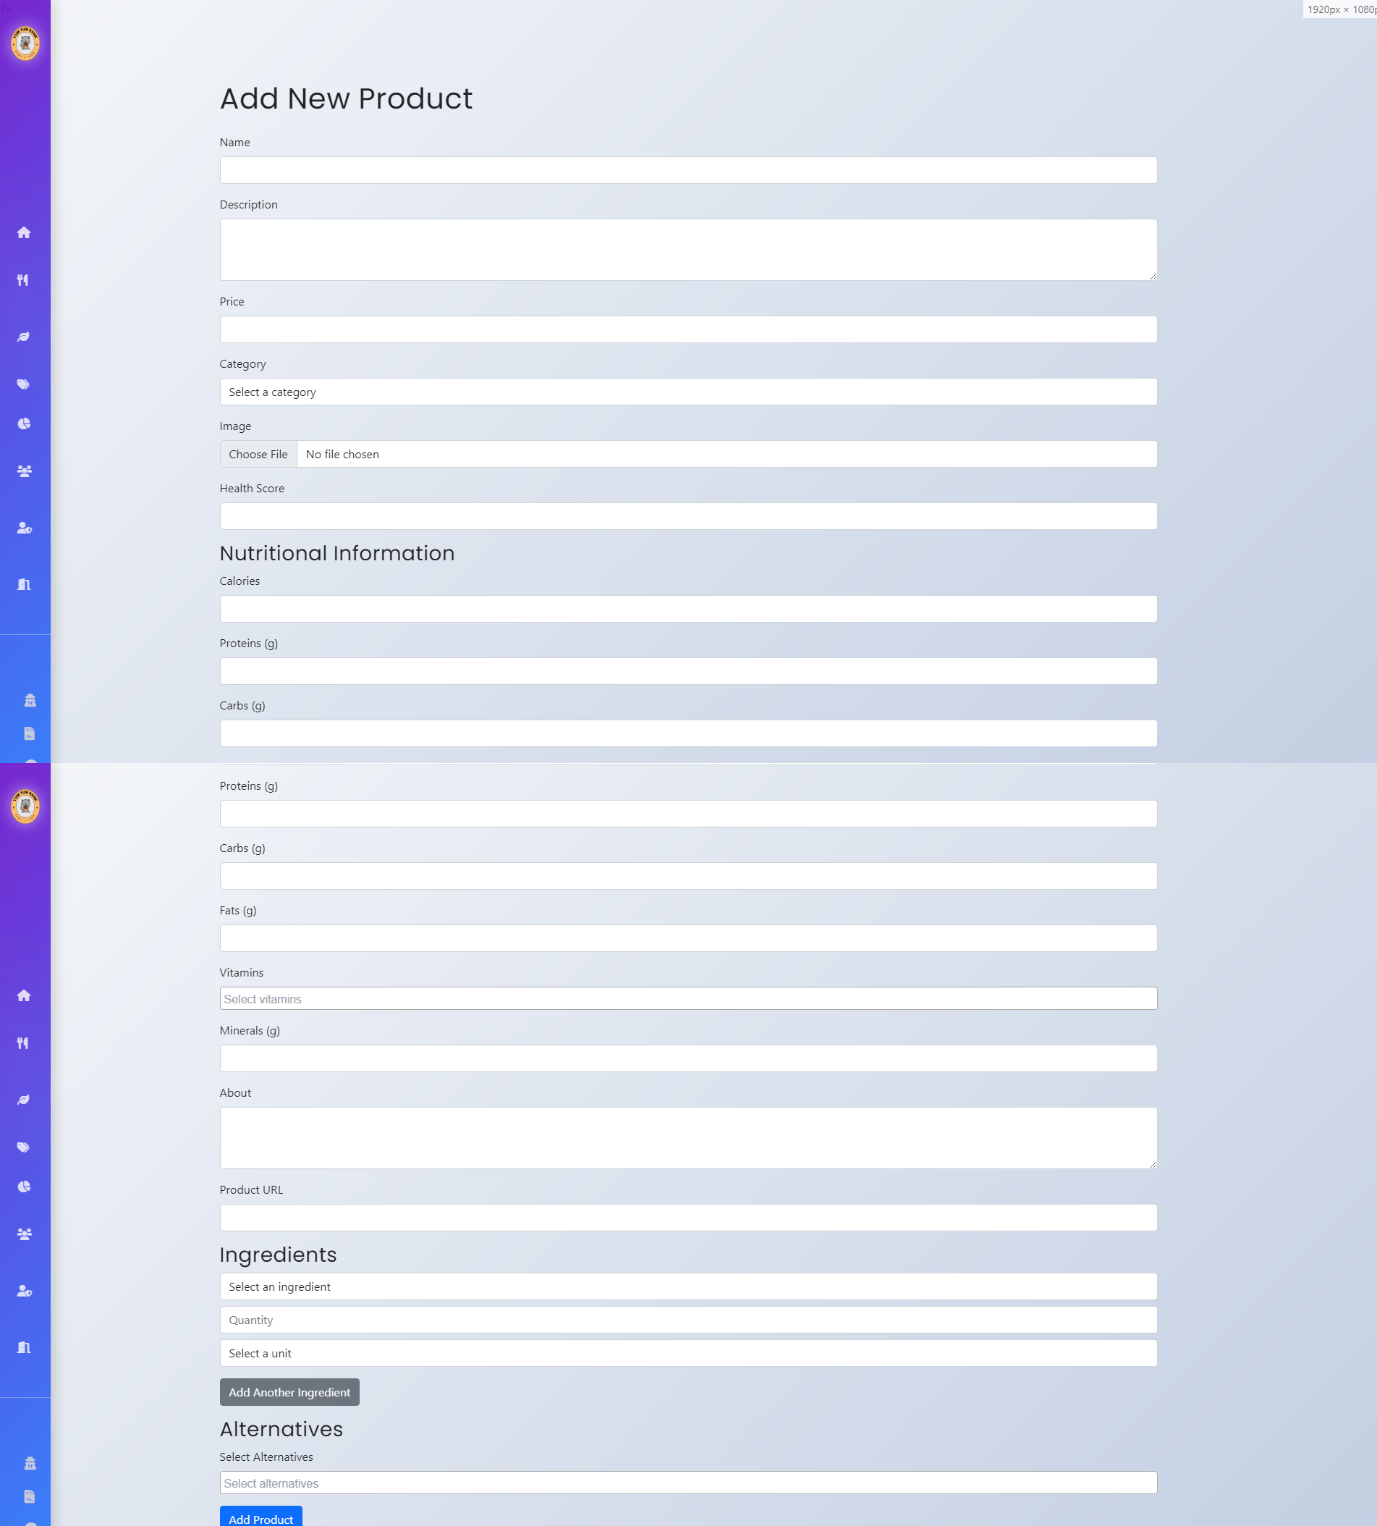 1920px × 1080p
Add New Product
Name
Description
Price
Category
Select a category
Image
Choose File No file chosen
Health Score
Nutritional Information
Calories
Proteins (g)
Carbs (g)
Proteins (g)
Carbs (g)
Fats (g)
Vitamins
Select vitamins
Minerals (g)
About
Product URL
Ingredients
Select an ingredient
Quantity
Select a unit
Add Another Ingredient
Alternatives
Select Alternatives
Select alternatives
Add Product